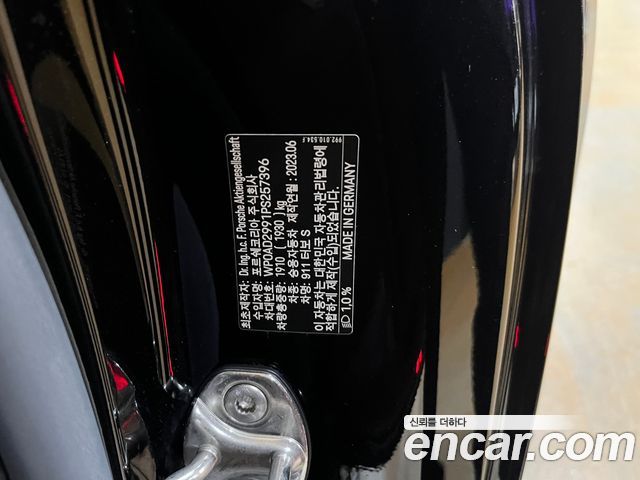 992.010.534.F
최초제작자: Dr. Ing. h.c. F. Porsche Aktiengesellschaft
수입자명: 포르쉐코리아 주식회사
차대번호: WP0AD2991PS257396
차량총중량: 1910 ( 1930 ) kg
차종: 승용자동차 제작연월: 2023.06
차명: 911 터보 S
이 자동차는 대한민국 자동차관리법령에
적합하게 제작(수입)되었습니다.
MADE IN GERMANY
1,0%
신뢰를 더하다
encar.com